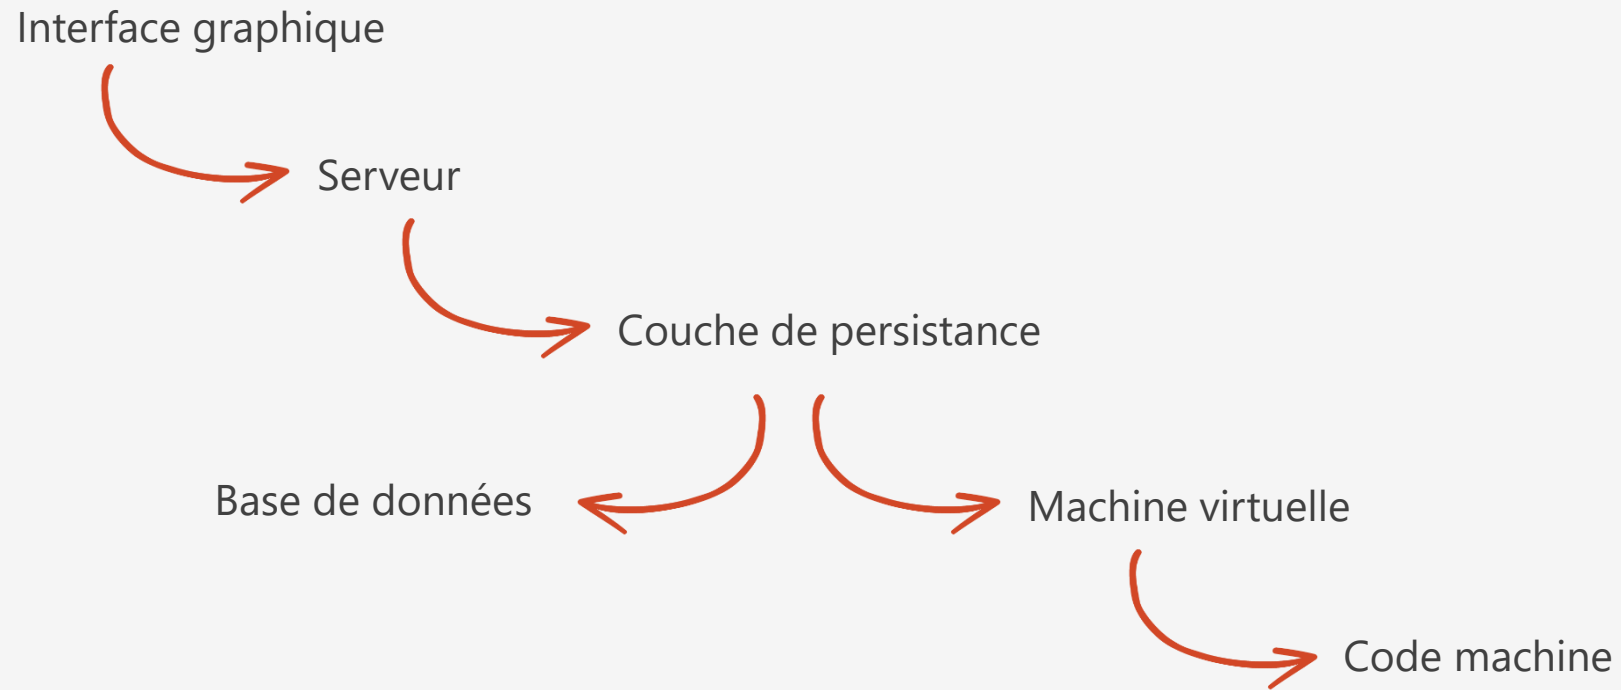 Interface graphique
Serveur
Couche de persistance
Base de données
Machine virtuelle
Code machine